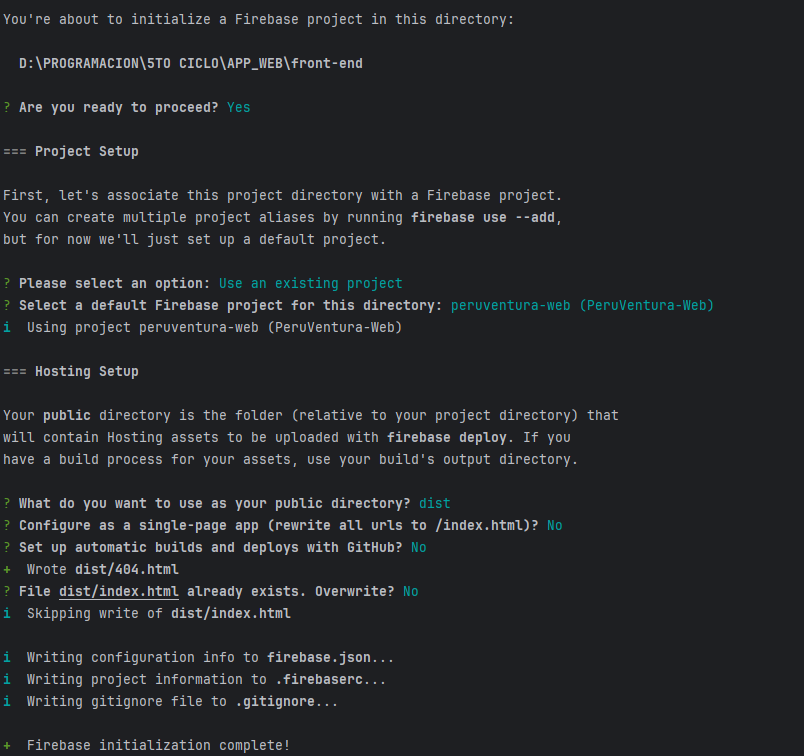 You're about to initialize a Firebase project in this directory:
D:\PROGRAMACION\5TO CICLO\APP_WEB\front-end
? Are you ready to proceed? Yes
=== Project Setup
First, let's associate this project directory with a Firebase project.
You can create multiple project aliases by running firebase use --add,
but for now we'll just set up a default project.
? Please select an option: Use an existing project
? Select a default Firebase project for this directory: peruventura-web (PeruVentura-Web)
i  Using project peruventura-web (PeruVentura-Web)
=== Hosting Setup
Your public directory is the folder (relative to your project directory) that
will contain Hosting assets to be uploaded with firebase deploy. If you
have a build process for your assets, use your build's output directory.
? What do you want to use as your public directory? dist
? Configure as a single-page app (rewrite all urls to /index.html)? No
? Set up automatic builds and deploys with GitHub? No
+  Wrote dist/404.html
? File dist/index.html already exists. Overwrite? No
i  Skipping write of dist/index.html
i  Writing configuration info to firebase.json...
i  Writing project information to .firebaserc...
i  Writing gitignore file to .gitignore...
+  Firebase initialization complete!